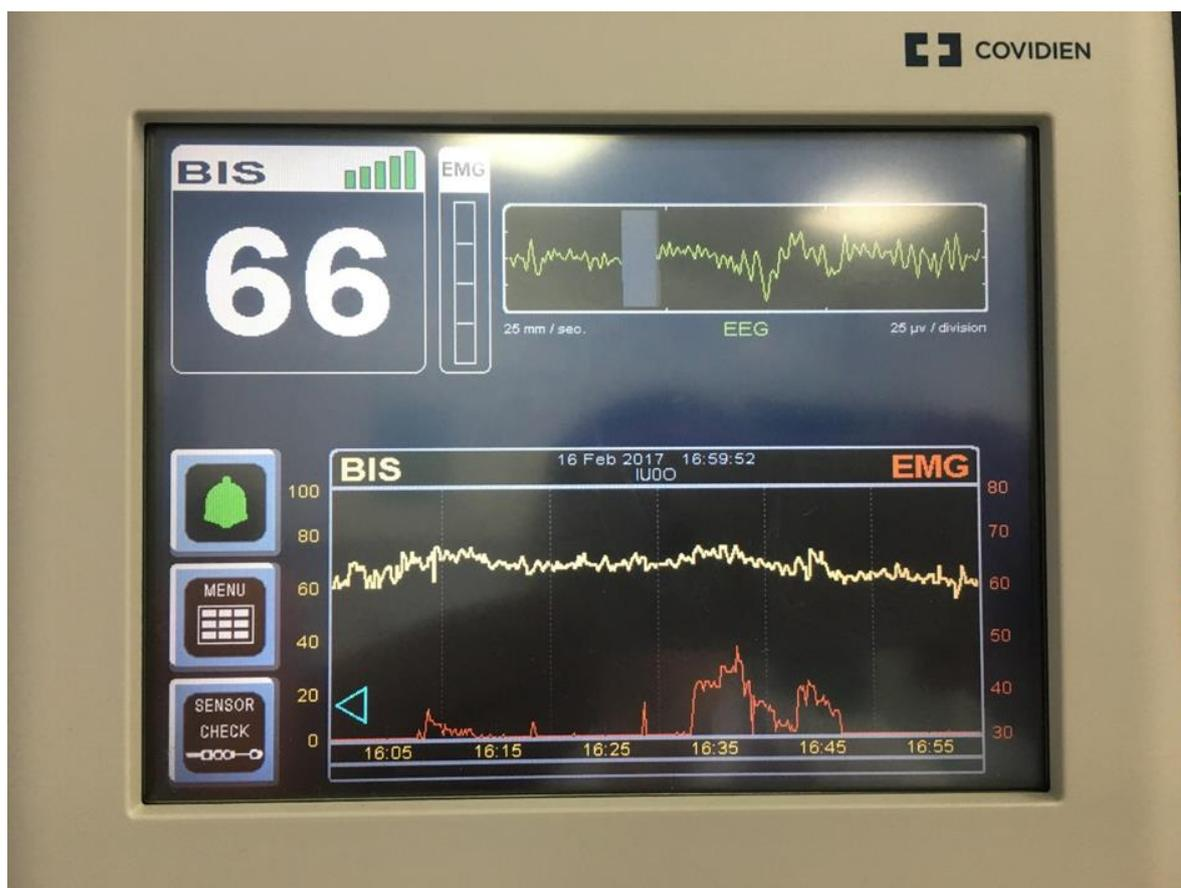 COVIDIEN
BIS
EMG
66
25 mm / sec.
EEG
25 µv / division
BIS
16 Feb 2017 16:59:52
IU0O
EMG
100
80
60
40
20
0
80
70
60
50
40
30
16:05 16:15 16:25 16:35 16:45 16:55
MENU
SENSOR
CHECK